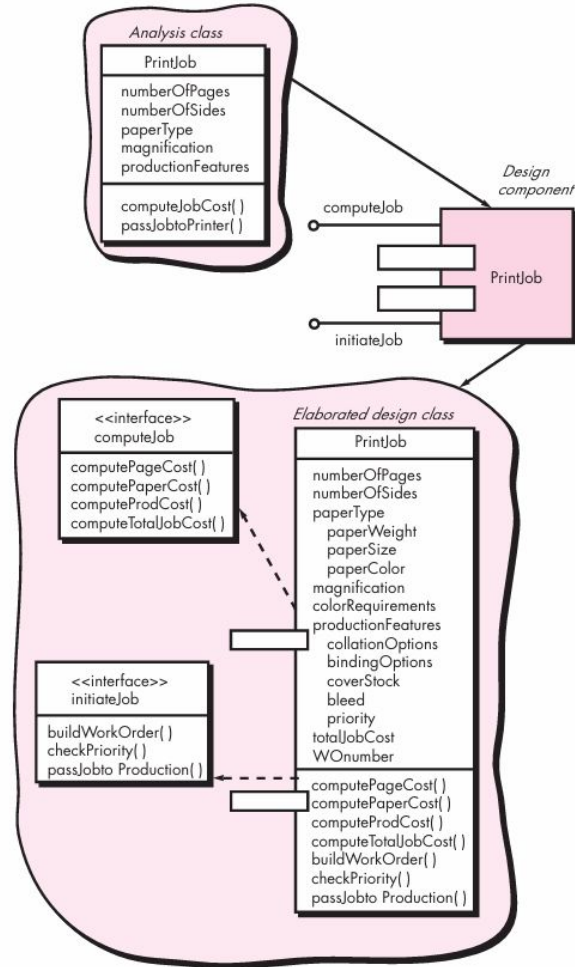 Analysis class
PrintJob
numberOfPages
numberOfSides
paperType
magnification
productionFeatures
computeJobCost( )
passJobtoPrinter( )
Design
component
computeJob
PrintJob
initiateJob
<<interface>>
computeJob
computePageCost( )
computePaperCost( )
computeProdCost( )
computeTotalJobCost( )
<<interface>>
initiateJob
buildWorkOrder( )
checkPriority( )
passJobto Production( )
Elaborated design class
PrintJob
numberOfPages
numberOfSides
paperType
paperWeight
paperSize
paperColor
magnification
colorRequirements
productionFeatures
collationOptions
bindingOptions
coverStock
bleed
priority
totalJobCost
WOnumber
computePageCost( )
computePaperCost( )
computeProdCost( )
computeTotalJobCost( )
buildWorkOrder( )
checkPriority( )
passJobto Production( )